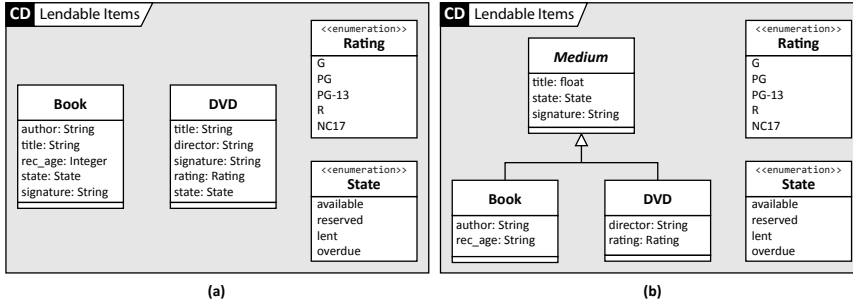 CD Lendable Items
<<enumeration>>
Rating
G
PG
PG-13
R
NC17
Book
author: String
title: String
rec_age: Integer
state: State
signature: String
DVD
title: String
director: String
signature: String
rating: Rating
state: State
<<enumeration>>
State
available
reserved
lent
overdue
(a)
CD Lendable Items
Medium
title: float
state: State
signature: String
<<enumeration>>
Rating
G
PG
PG-13
R
NC17
Book
author: String
rec_age: String
DVD
director: String
rating: Rating
<<enumeration>>
State
available
reserved
lent
overdue
(b)